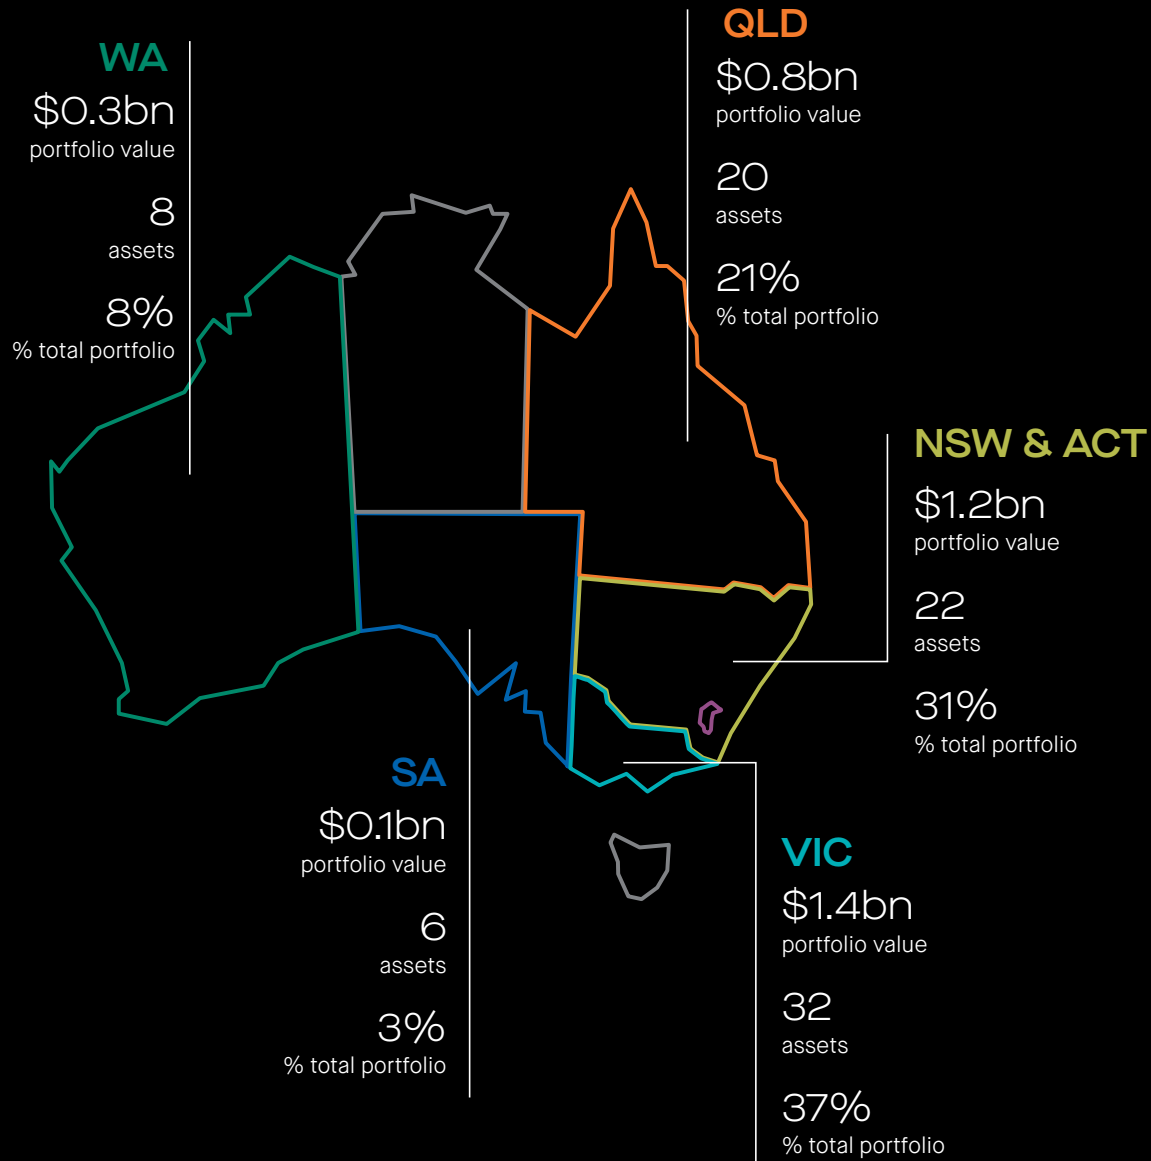 WA
$0.3bn
portfolio value
8
assets
8%
% total portfolio
QLD
$0.8bn
portfolio value
20
assets
21%
% total portfolio
NSW & ACT
$1.2bn
portfolio value
22
assets
31%
% total portfolio
SA
$0.1bn
portfolio value
6
assets
3%
% total portfolio
VIC
$1.4bn
portfolio value
32
assets
37%
% total portfolio